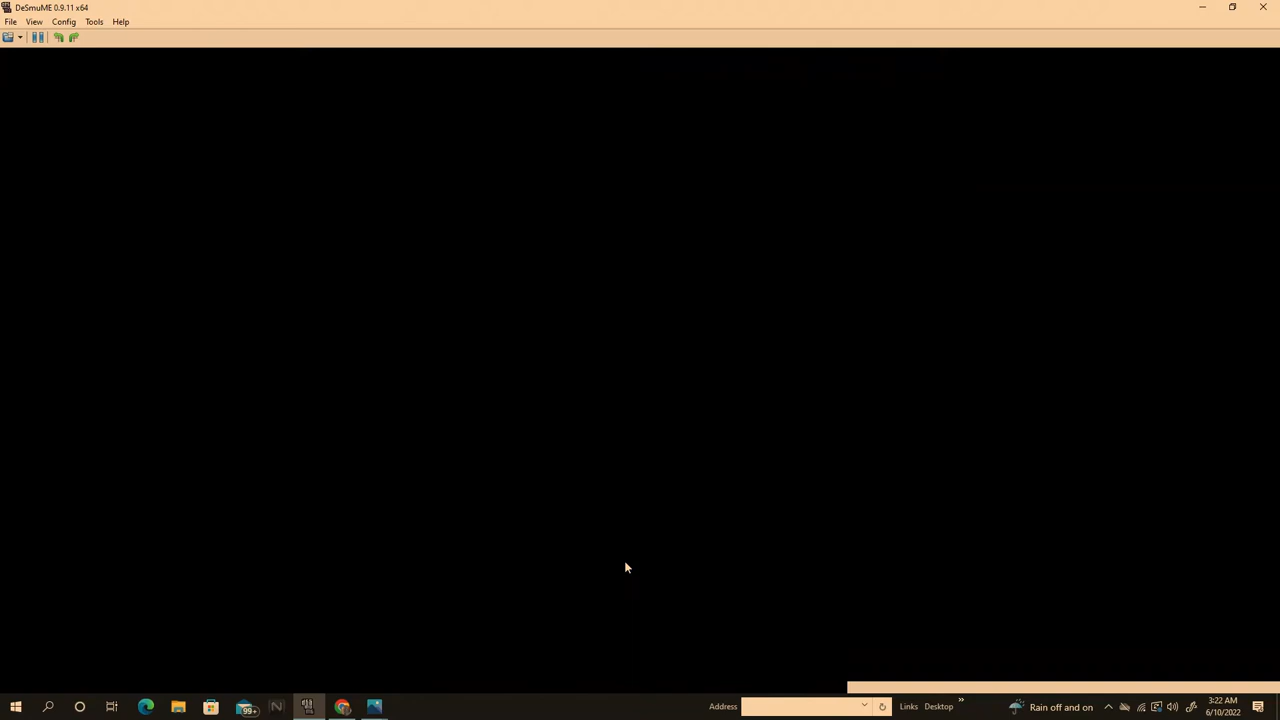 DeSmuME 0.9.11 x64
File View Config Tools Help
99+
Address
Links
Desktop
»
Rain off and on
3:22 AM
6/10/2022